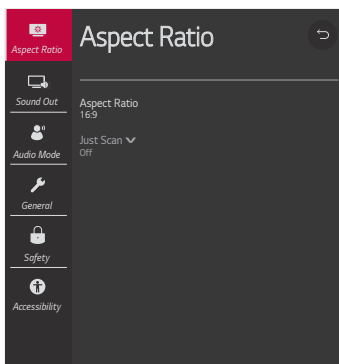 Aspect Ratio
Aspect Ratio
Sound Out
Audio Mode
General
Safety
Accessibility
Aspect Ratio
16:9
Just Scan
Off